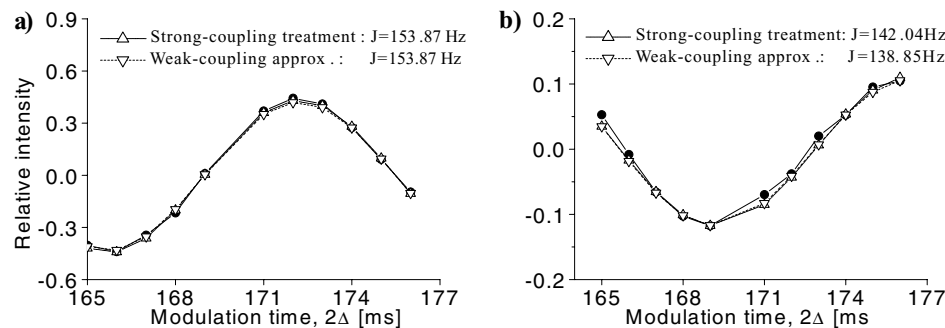 a)
Strong-coupling treatment : J=153.87 Hz
Weak-coupling approx . : J=153.87 Hz
Relative intensity
0.9
0.6
0.3
0.0
-0.3
-0.6
165 168 171 174 177
Modulation time, 2Δ [ms]
b)
Strong-coupling treatment: J=142 .04Hz
Weak-coupling approx .: J=138. 85Hz
0.2
0.1
0.0
-0.1
-0.2
165 168 171 174 177
Modulation time, 2Δ [ms]